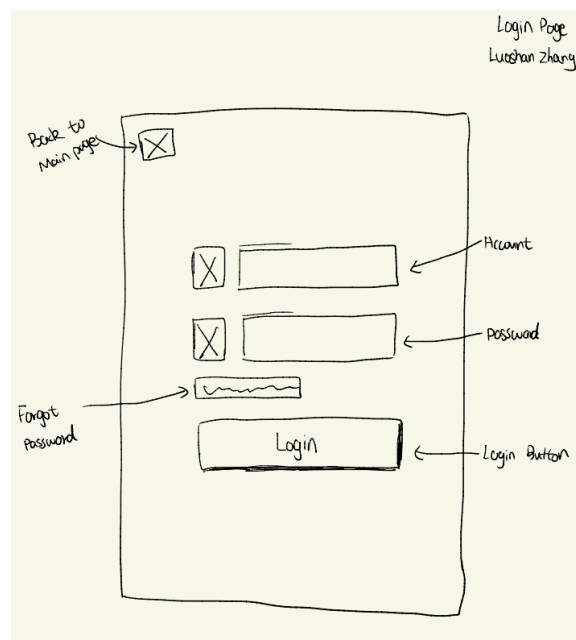 Login Page
Luoshan Zhang
Back to
Main page
Account
Password
Forgot
Password
Login
Login Button